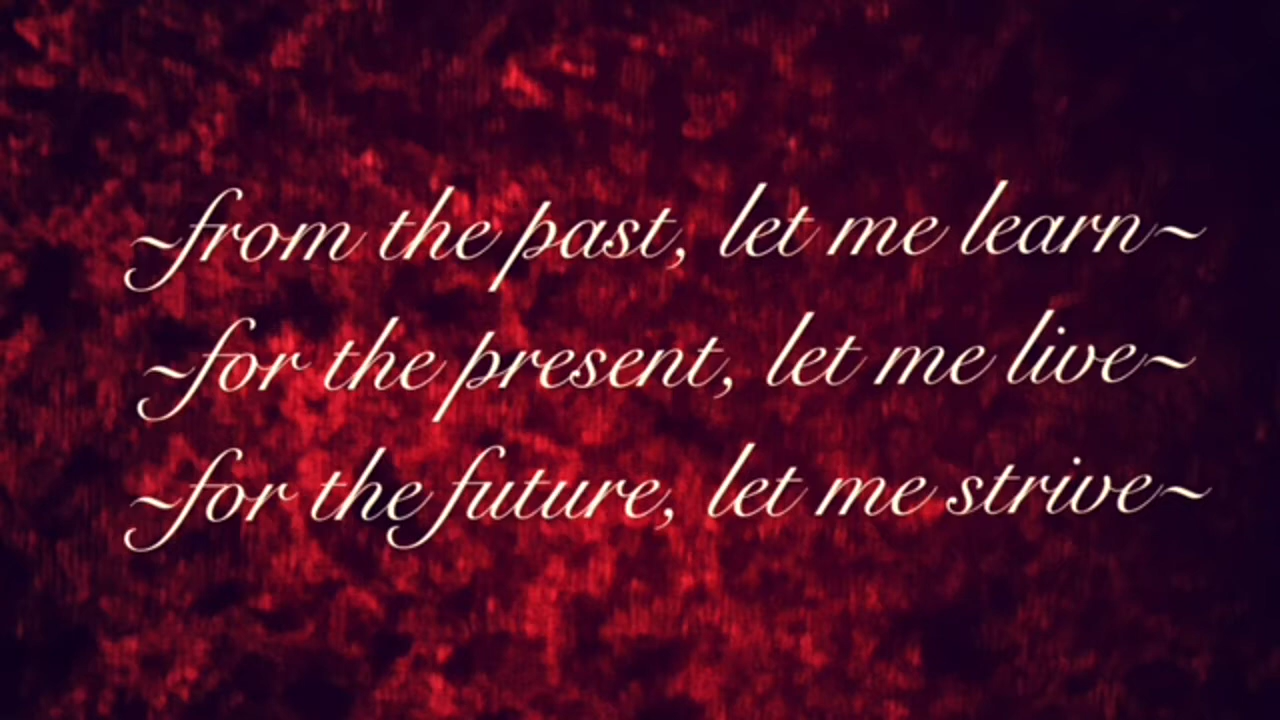 ~from the past, let me learn~
~for the present, let me live~
~for the future, let me strive~